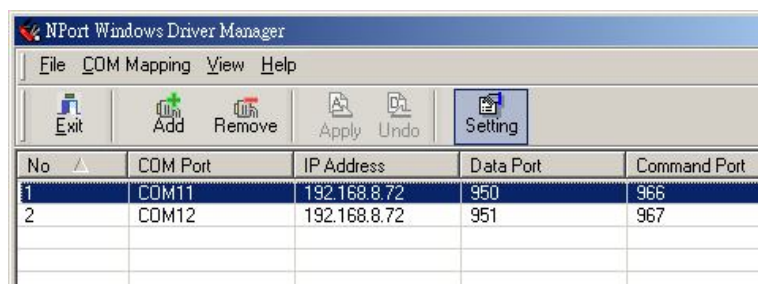 NPort Windows Driver Manager
File COM Mapping View Help
Exit Add Remove Apply Undo Setting
No COM Port IP Address Data Port Command Port
1 COM11 192.168.8.72 950 966
2 COM12 192.168.8.72 951 967